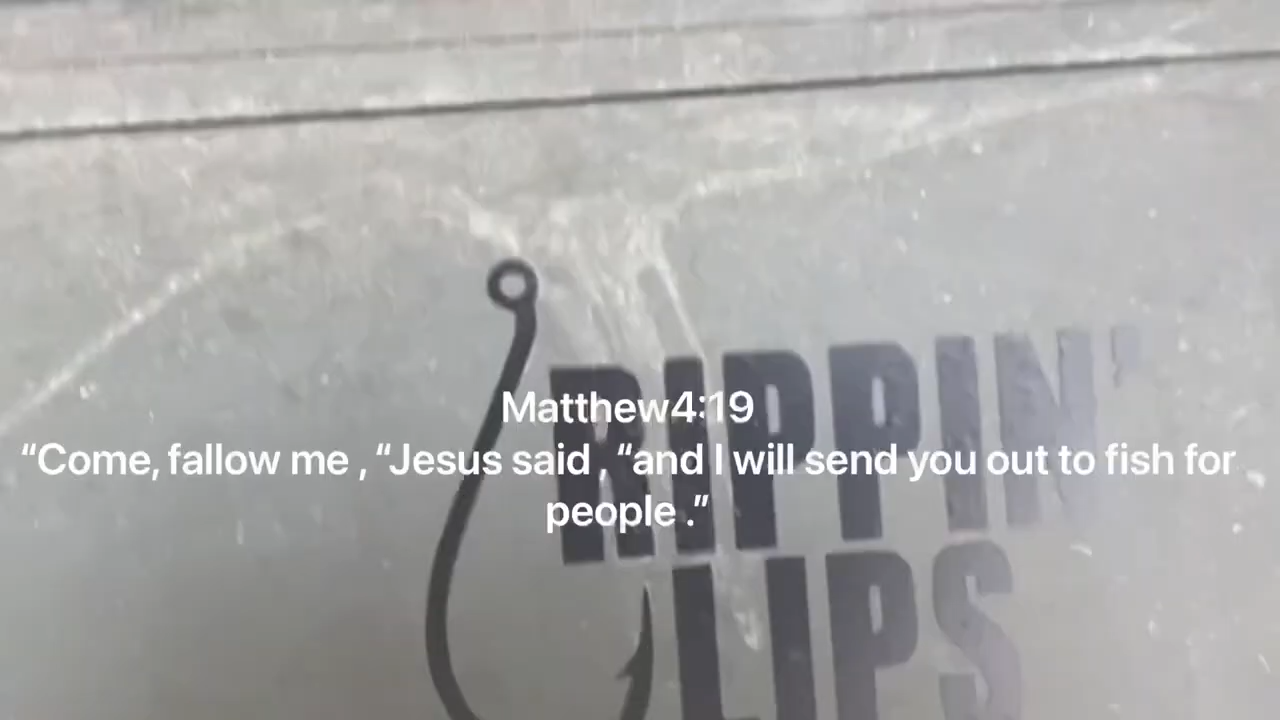 Matthew4:19
“Come, fallow me , “Jesus said , “and I will send you out to fish for
people .”
RIPPIN'
LIPS